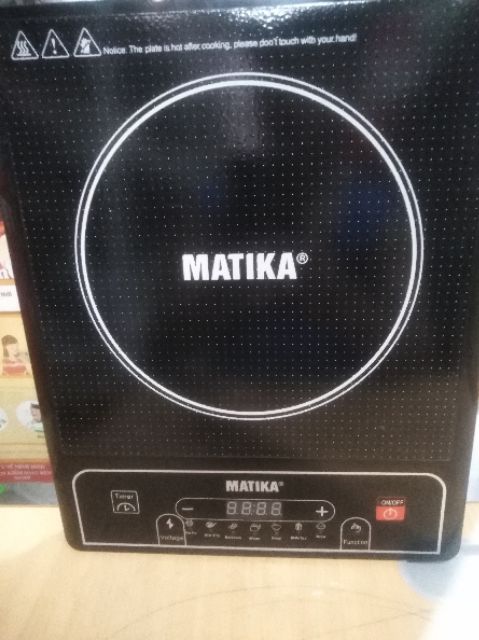 Notice: The plate is hot after cooking, please don't touch with your hand!
MATIKA®
MATIKA®
Timer
ON/OFF
− 8888 +
Voltage
Function